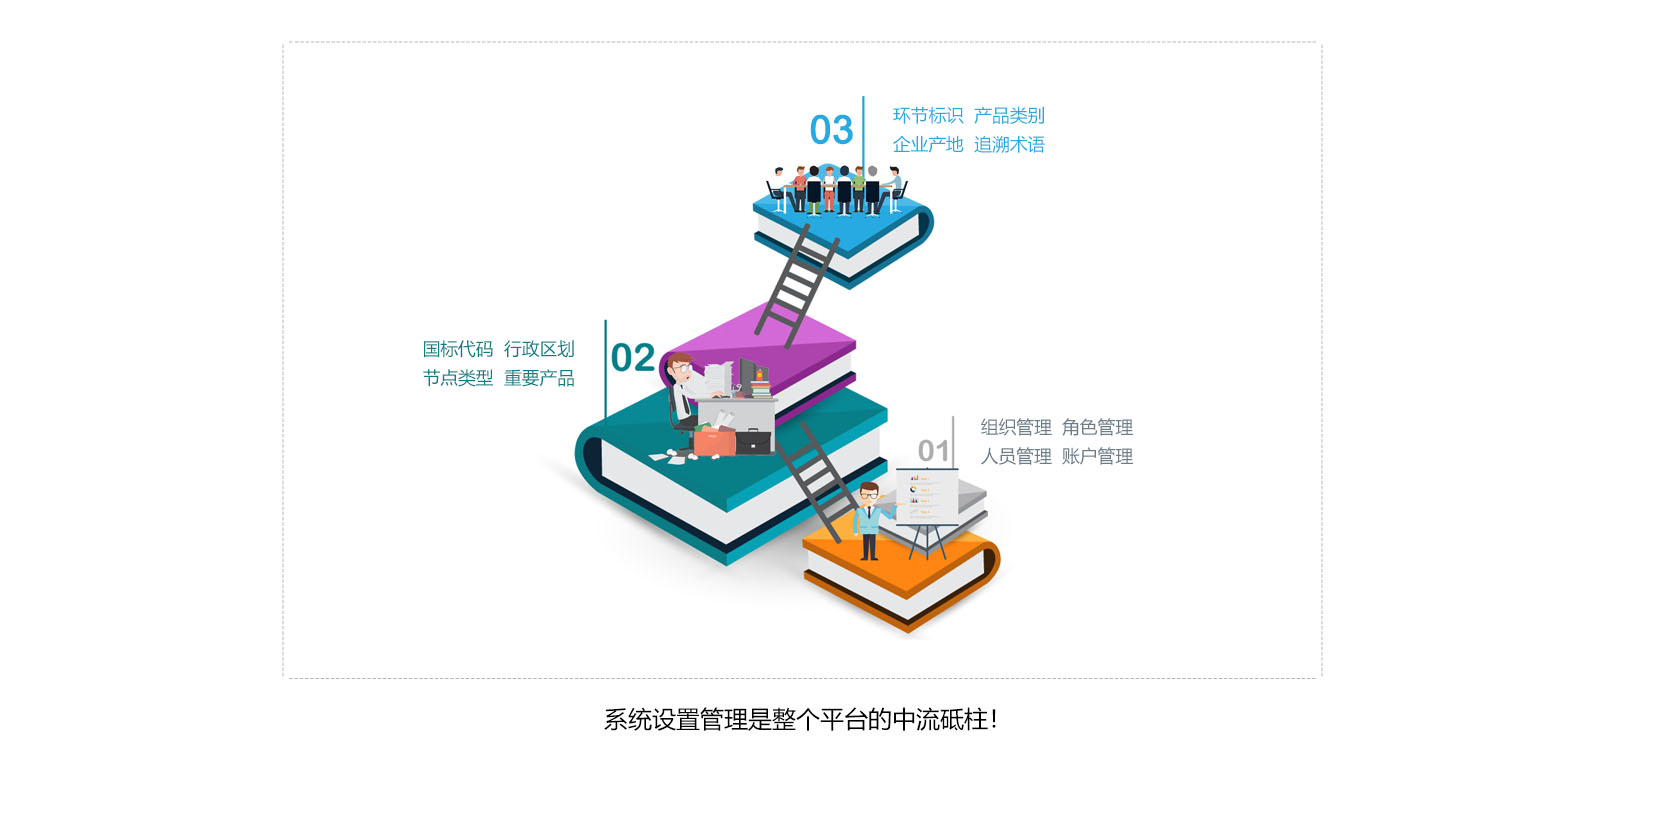 03
环节标识 产品类别
企业产地 追溯术语
02
国标代码 行政区划
节点类型 重要产品
01
组织管理 角色管理
人员管理 账户管理
系统设置管理是整个平台的中流砥柱！